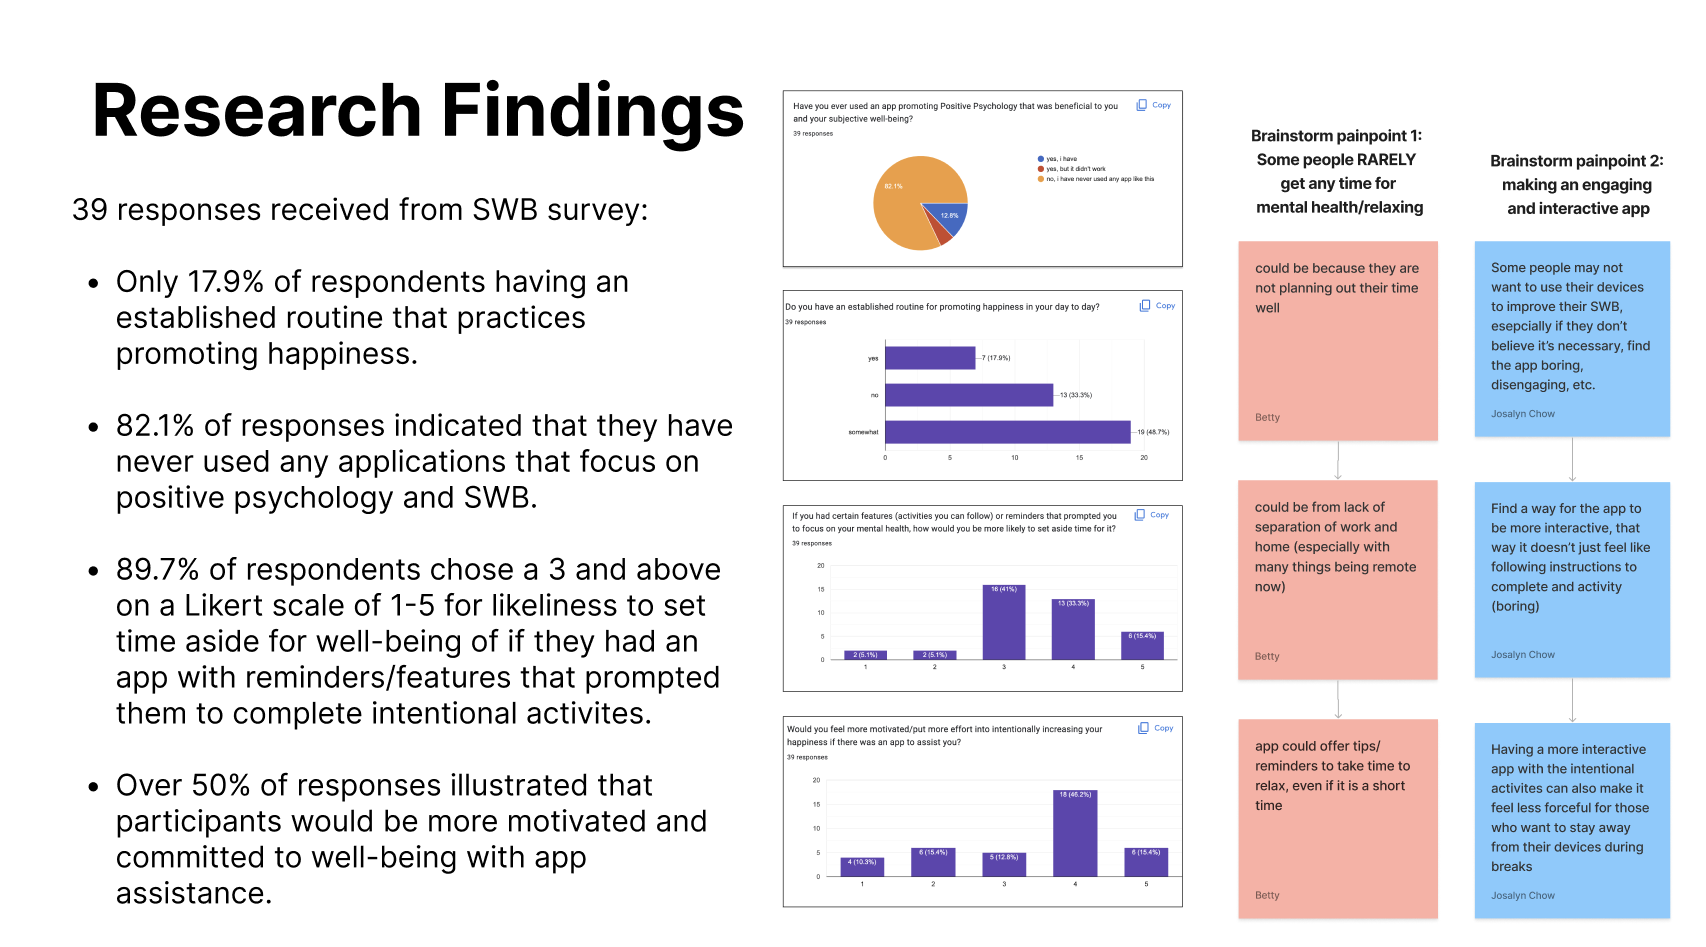 Research Findings
39 responses received from SWB survey:
• Only 17.9% of respondents having an
established routine that practices
promoting happiness.
• 82.1% of responses indicated that they have
never used any applications that focus on
positive psychology and SWB.
• 89.7% of respondents chose a 3 and above
on a Likert scale of 1-5 for likeliness to set
time aside for well-being of if they had an
app with reminders/features that prompted
them to complete intentional activites.
• Over 50% of responses illustrated that
participants would be more motivated and
committed to well-being with app
assistance.
Have you ever used an app promoting Positive Psychology that was beneficial to you
and your subjective well-being?
Copy
39 responses
yes, i have
yes, but it didn't work
no, i have never used any app like this
82.1%
12.8%
Do you have an established routine for promoting happiness in your day to day?
Copy
39 responses
yes
7 (17.9%)
no
13 (33.3%)
somewhat
19 (48.7%)
0 5 10 15 20
If you had certain features (activities you can follow) or reminders that prompted you
to focus on your mental health, how would you be more likely to set aside time for it?
Copy
39 responses
20
15
10
5
0
2 (5.1%) 2 (5.1%) 16 (41%) 13 (33.3%) 6 (15.4%)
1 2 3 4 5
Would you feel more motivated/put more effort into intentionally increasing your
happiness if there was an app to assist you?
Copy
39 responses
20
15
10
5
0
4 (10.3%) 6 (15.4%) 5 (12.8%) 18 (46.2%) 6 (15.4%)
1 2 3 4 5
Brainstorm painpoint 1:
Some people RARELY
get any time for
mental health/relaxing
could be because they are
not planning out their time
well
Betty
could be from lack of
separation of work and
home (especially with
many things being remote
now)
Betty
app could offer tips/
reminders to take time to
relax, even if it is a short
time
Betty
Brainstorm painpoint 2:
making an engaging
and interactive app
Some people may not
want to use their devices
to improve their SWB,
esepcially if they don't
believe it's necessary, find
the app boring,
disengaging, etc.
Josalyn Chow
Find a way for the app to
be more interactive, that
way it doesn't just feel like
following instructions to
complete and activity
(boring)
Josalyn Chow
Having a more interactive
app with the intentional
activites can also make it
feel less forceful for those
who want to stay away
from their devices during
breaks
Josalyn Chow